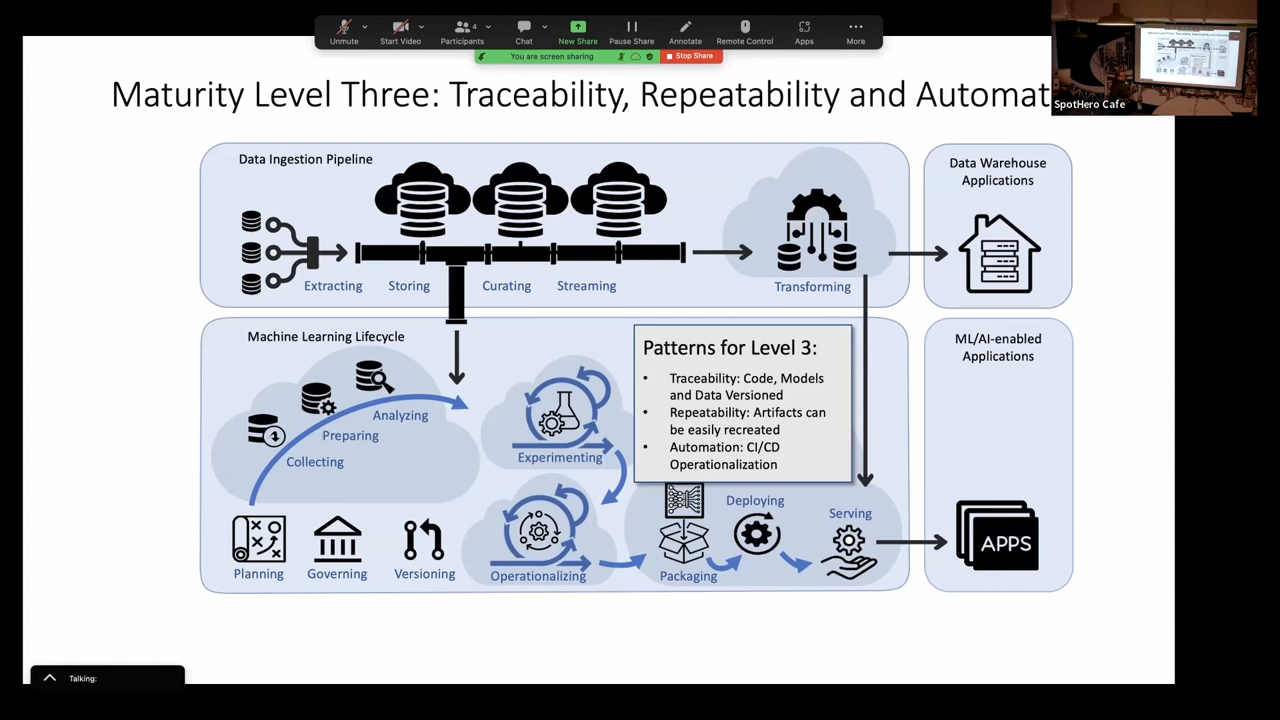 Unmute
Start Video
4
Participants
Chat
New Share
Pause Share
Annotate
Remote Control
Apps
More
You are screen sharing
Stop Share
SpotHero Cafe
Maturity Level Three: Traceability, Repeatability and Automat
Data Ingestion Pipeline
Extracting
Storing
Curating
Streaming
Transforming
Data Warehouse
Applications
Machine Learning Lifecycle
Analyzing
Preparing
Collecting
Planning
Governing
Versioning
Experimenting
Operationalizing
Patterns for Level 3:
• Traceability: Code, Models
and Data Versioned
• Repeatability: Artifacts can
be easily recreated
• Automation: CI/CD
Operationalization
Packaging
Deploying
Serving
ML/AI-enabled
Applications
APPS
Talking: